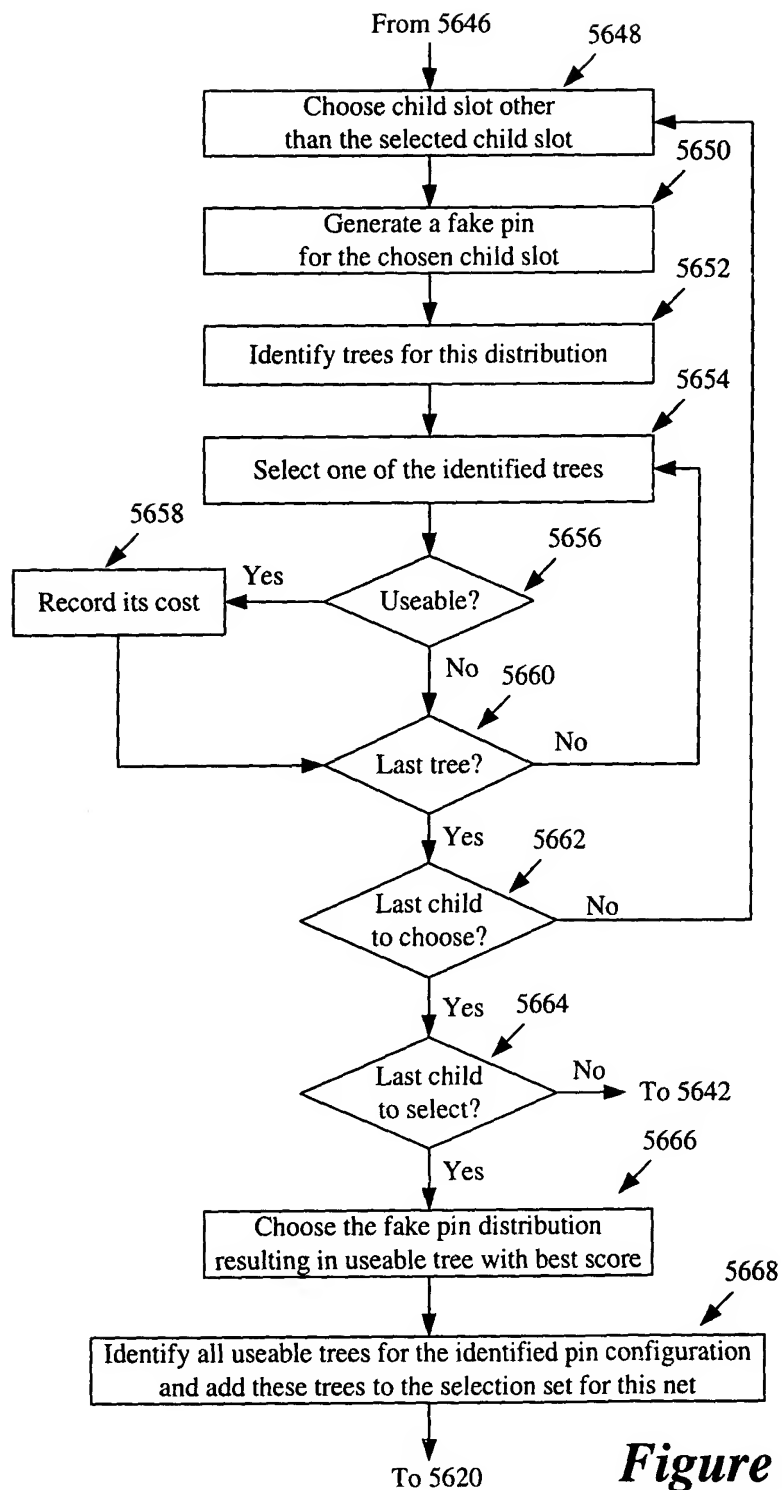 From 5646
5648
Choose child slot other
than the selected child slot
5650
Generate a fake pin
for the chosen child slot
5652
Identify trees for this distribution
5654
Select one of the identified trees
5658
5656
Record its cost
Yes
Useable?
No
5660
Last tree?
No
Yes
5662
Last child
to choose?
No
Yes
5664
Last child
to select?
No
To 5642
Yes
5666
Choose the fake pin distribution
resulting in useable tree with best score
5668
Identify all useable trees for the identified pin configuration
and add these trees to the selection set for this net
To 5620
Figure